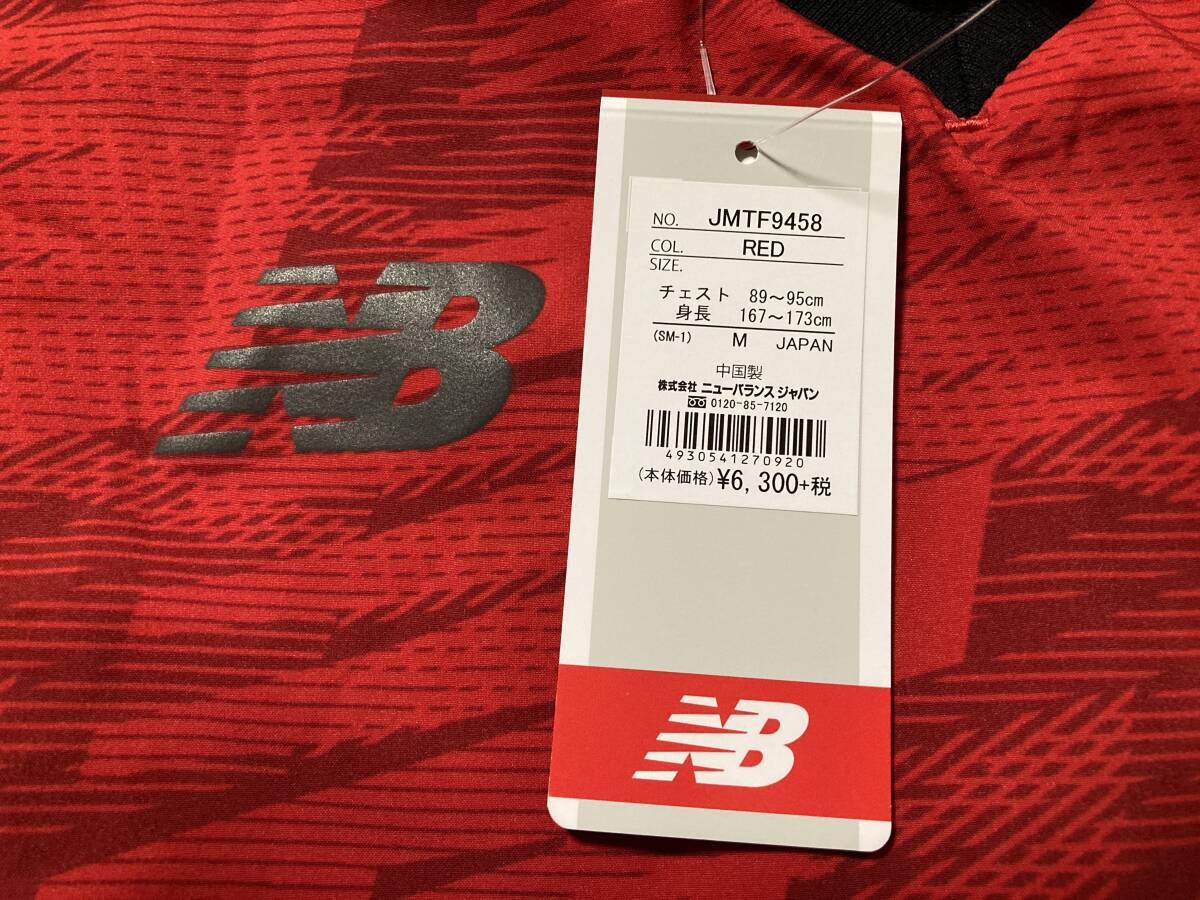 NB
NO. JMTF9458
COL. RED
SIZE.
チェスト 89～95cm
身長 167～173cm
(SM-1) M JAPAN
中国製
株式会社 ニューバランス ジャパン
0120-85-7120
4930541270920
(本体価格) ¥6,300+税
NB